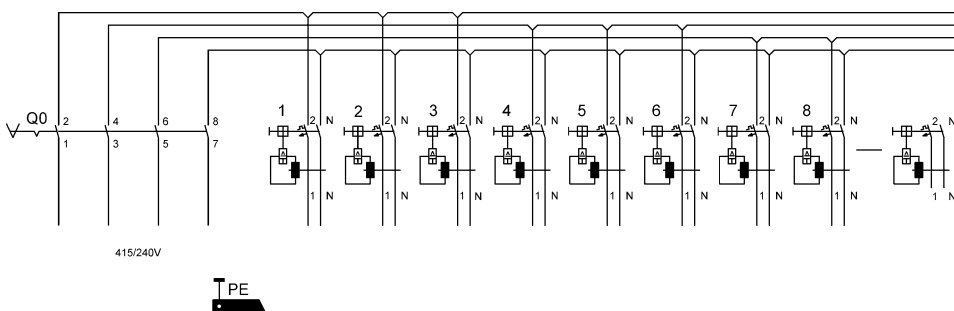 1 2 3 4 5 6 7 8
Q0 2 4 6 8 2 N 2 N 2 N 2 N 2 N 2 N 2 N 2 N 2 N
1 3 5 7
1 N 1 N 1 N 1 N 1 N 1 N 1 N 1 N 1 N
415/240V
PE